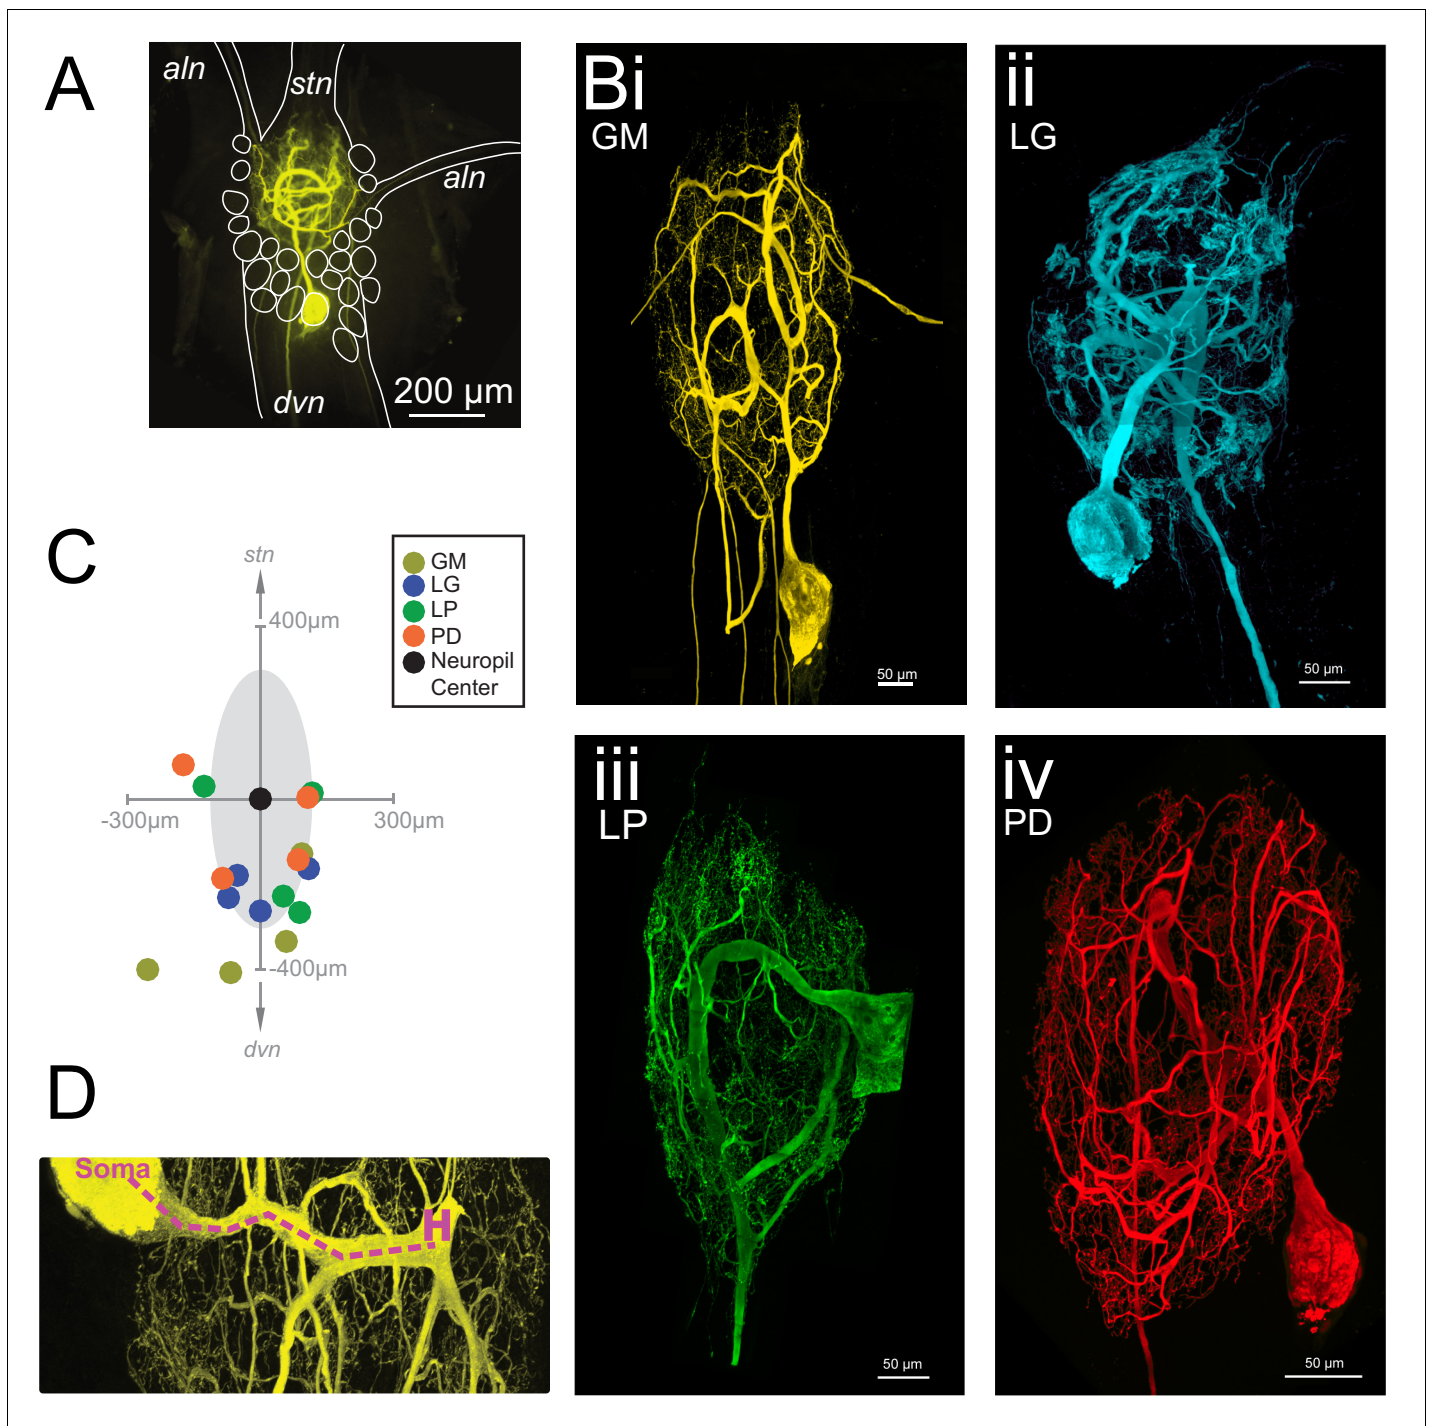 A
aln
stn
aln
dvn
200 µm
Bi
GM
50 µm
ii
LG
50 µm
C
stn
400µm
-300µm
300µm
-400µm
dvn
GM
LG
LP
PD
Neuropil
Center
iii
LP
50 µm
iv
PD
50 µm
D
Soma
H